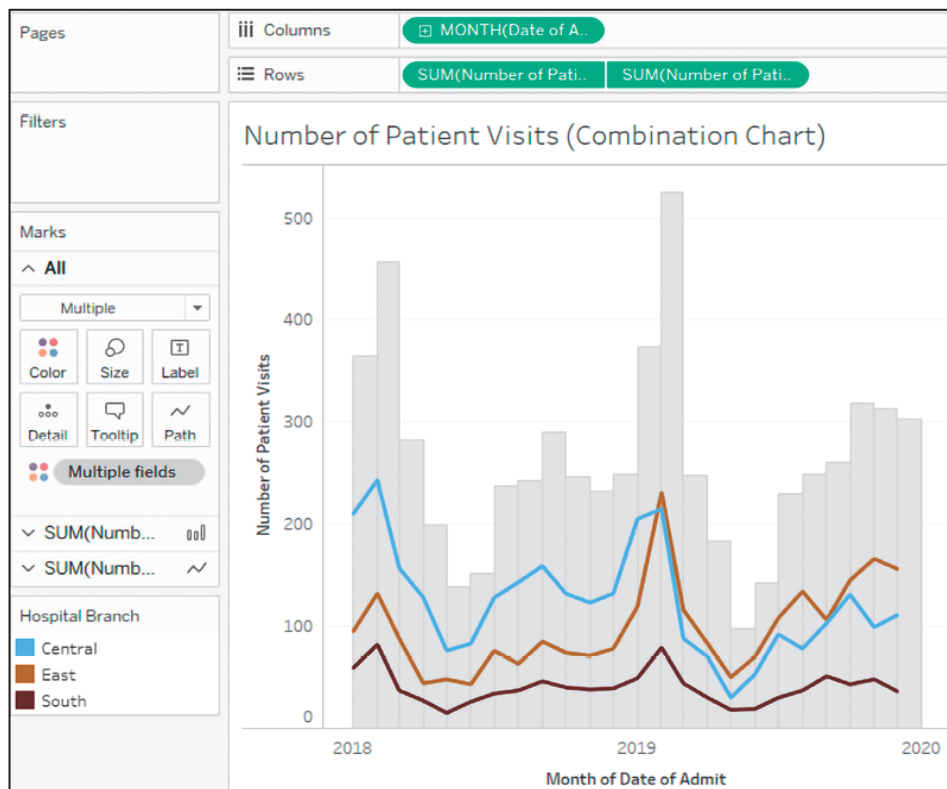 Pages
Columns
MONTH(Date of A..
Rows
SUM(Number of Pati.. SUM(Number of Pati..
Filters
Marks
All
Multiple
Color Size Label
Detail Tooltip Path
Multiple fields
SUM(Numb...
SUM(Numb...
Hospital Branch
Central
East
South
Number of Patient Visits (Combination Chart)
Number of Patient Visits
500
400
300
200
100
0
2018 2019 2020
Month of Date of Admit